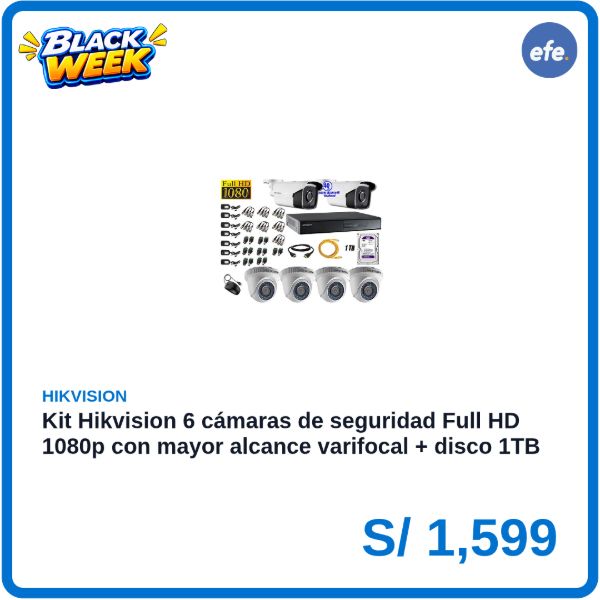 BLACK
WEEK
efe.
Full HD
1080
1TB
HIKVISION
Kit Hikvision 6 cámaras de seguridad Full HD
1080p con mayor alcance varifocal + disco 1TB
S/ 1,599